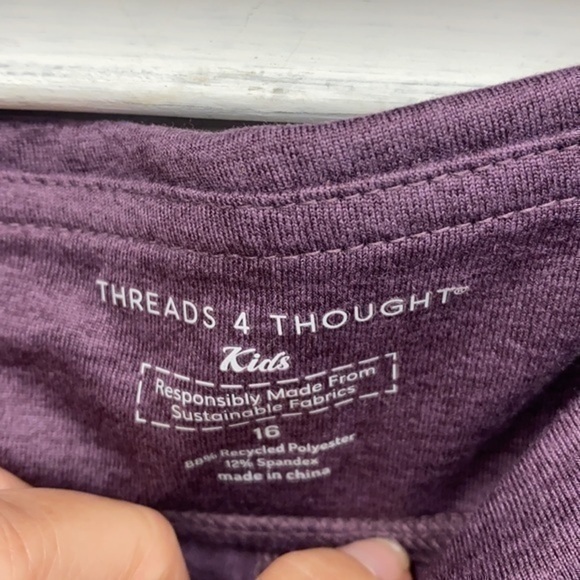 THREADS 4 THOUGHT®
Kids
Responsibly Made From
Sustainable Fabrics
16
88% Recycled Polyester
12% Spandex
made in china